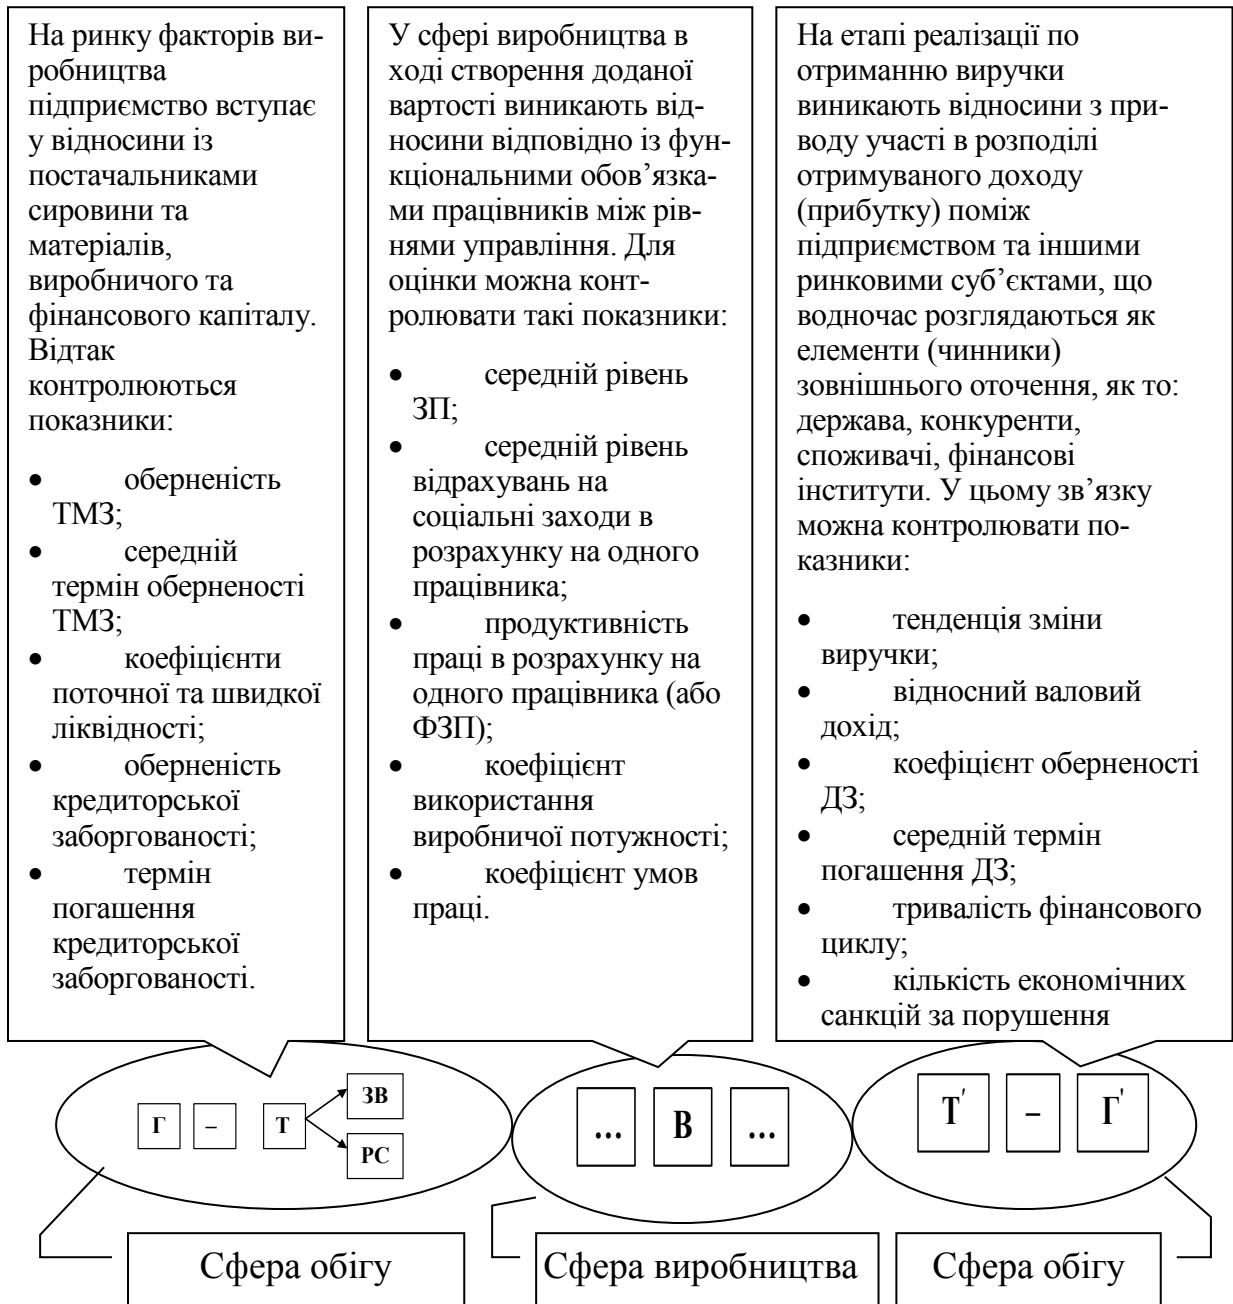 На ринку факторів ви-
робництва
підприємство вступає
у відносини із
постачальниками
сировини та
матеріалів,
виробничого та
фінансового капіталу.
Відтак
контролюються
показники:
• оберненість
ТМЗ;
• середній
термін оберненості
ТМЗ;
• коефіцієнти
поточної та швидкої
ліквідності;
• оберненість
кредиторської
заборгованості;
• термін
погашення
кредиторської
заборгованості.
У сфері виробництва в
ході створення доданої
вартості виникають від-
носини відповідно із фун-
кціональними обов’язка-
ми працівників між рів-
нями управління. Для
оцінки можна конт-
ролювати такі показники:
• середній рівень
ЗП;
• середній рівень
відрахувань на
соціальні заходи в
розрахунку на одного
працівника;
• продуктивність
праці в розрахунку на
одного працівника (або
ФЗП);
• коефіцієнт
використання
виробничої потужності;
• коефіцієнт умов
праці.
На етапі реалізації по
отриманню виручки
виникають відносини з при-
воду участі в розподілі
отримуваного доходу
(прибутку) поміж
підприємством та іншими
ринковими суб’єктами, що
водночас розглядаються як
елементи (чинники)
зовнішнього оточення, як то:
держава, конкуренти,
споживачі, фінансові
інститути. У цьому зв’язку
можна контролювати по-
казники:
• тенденція зміни
виручки;
• відносний валовий
дохід;
• коефіцієнт оберненості
ДЗ;
• середній термін
погашення ДЗ;
• тривалість фінансового
циклу;
• кількість економічних
санкцій за порушення
Г – Т
ЗВ
РС
... В ...
Т′ – Г'
Сфера обігу
Сфера виробництва
Сфера обігу